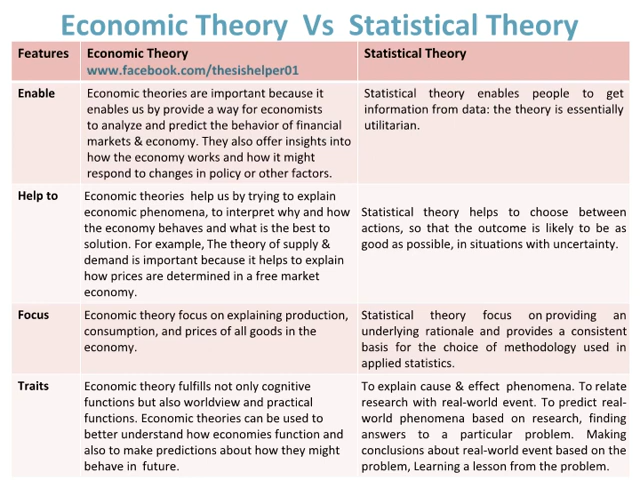 Economic Theory Vs Statistical Theory
Features
Economic Theory
www.facebook.com/thesishelper01
Statistical Theory
Enable
Economic theories are important because it
enables us by provide a way for economists
to analyze and predict the behavior of financial
markets & economy. They also offer insights into
how the economy works and how it might
respond to changes in policy or other factors.
Statistical theory enables people to get
information from data: the theory is essentially
utilitarian.
Help to
Economic theories help us by trying to explain
economic phenomena, to interpret why and how
the economy behaves and what is the best to
solution. For example, The theory of supply &
demand is important because it helps to explain
how prices are determined in a free market
economy.
Statistical theory helps to choose between
actions, so that the outcome is likely to be as
good as possible, in situations with uncertainty.
Focus
Economic theory focus on explaining production,
consumption, and prices of all goods in the
economy.
Statistical theory focus on providing an
underlying rationale and provides a consistent
basis for the choice of methodology used in
applied statistics.
Traits
Economic theory fulfills not only cognitive
functions but also worldview and practical
functions. Economic theories can be used to
better understand how economies function and
also to make predictions about how they might
behave in future.
To explain cause & effect phenomena. To relate
research with real-world event. To predict real-
world phenomena based on research, finding
answers to a particular problem. Making
conclusions about real-world event based on the
problem, Learning a lesson from the problem.